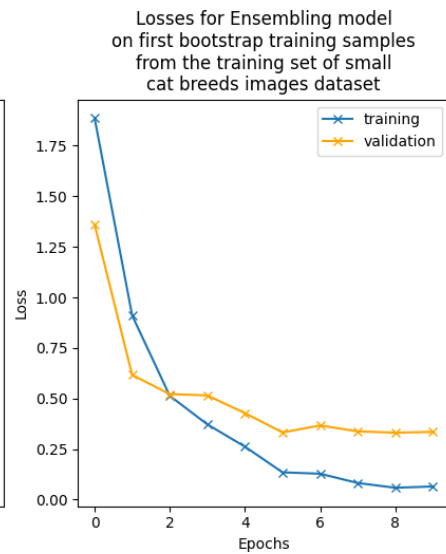 Losses for Ensembling model
on first bootstrap training samples
from the training set of small
cat breeds images dataset
training
validation
1.75
1.50
1.25
1.00
0.75
0.50
0.25
0.00
Loss
0 2 4 6 8
Epochs